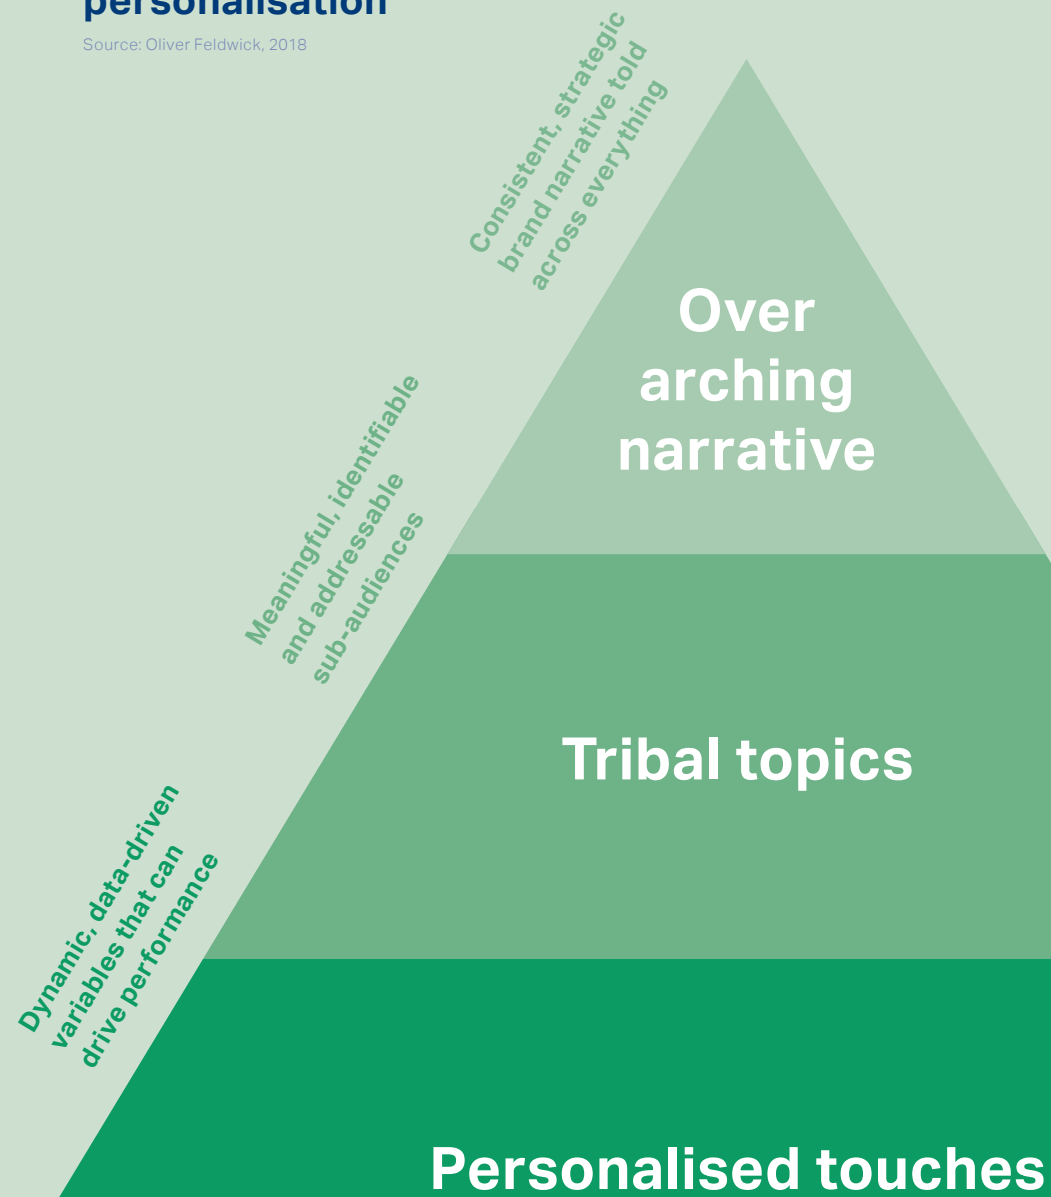 personalisation
Source: Oliver Feldwick, 2018
Consistent, strategic
brand narrative told
across everything
Over
arching
narrative
Meaningful, identifiable
and addressable
sub-audiences
Tribal topics
Dynamic, data-driven
variables that can
drive performance
Personalised touches